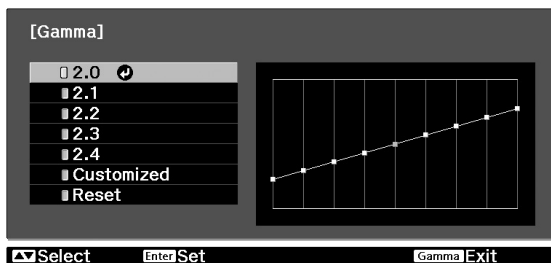 [Gamma]
2.0
2.1
2.2
2.3
2.4
Customized
Reset
Select Enter Set Gamma Exit